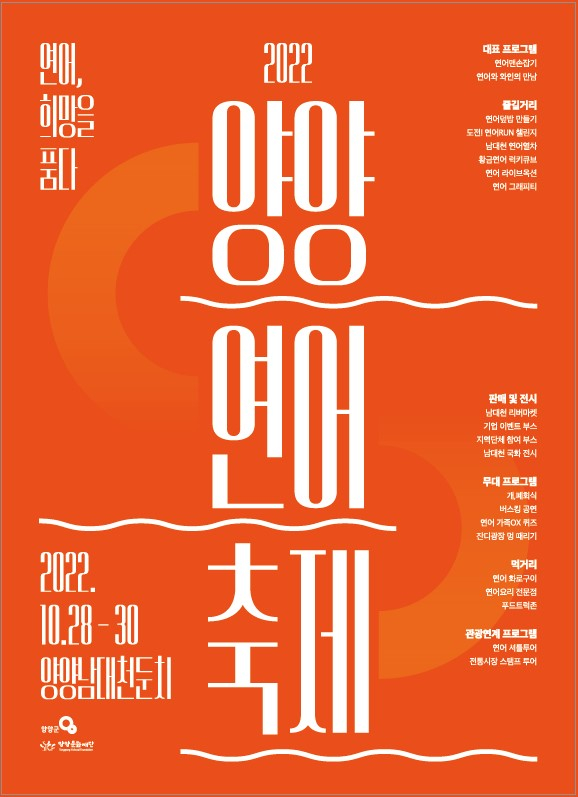 연어,
희망을
품다
2022
양양
연어
축제
2022.
10.28 - 30
양양남대천둔치
대표 프로그램
연어맨손잡기
연어와 와인의 만남
즐길거리
연어덮밥 만들기
도전! 연어RUN 챌린지
남대천 연어열차
황금연어 럭키큐브
연어 라이브옥션
연어 그래피티
판매 및 전시
남대천 리버마켓
기업 이벤트 부스
지역단체 참여 부스
남대천 국화 전시
무대 프로그램
개,폐회식
버스킹 공연
연어 가족OX 퀴즈
잔디광장 멍 때리기
먹거리
연어 화로구이
연어요리 전문점
푸드트럭존
관광연계 프로그램
연어 셔틀투어
전통시장 스탬프 투어
양양군
양양문화재단